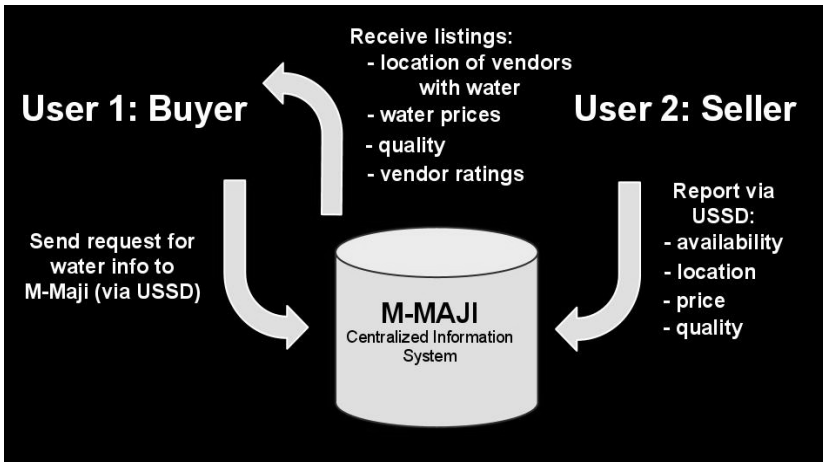 Receive listings:
- location of vendors
with water
- water prices
- quality
- vendor ratings
User 1: Buyer
User 2: Seller
Send request for
water info to
M-Maji (via USSD)
Report via
USSD:
- availability
- location
- price
- quality
M-MAJI
Centralized Information
System